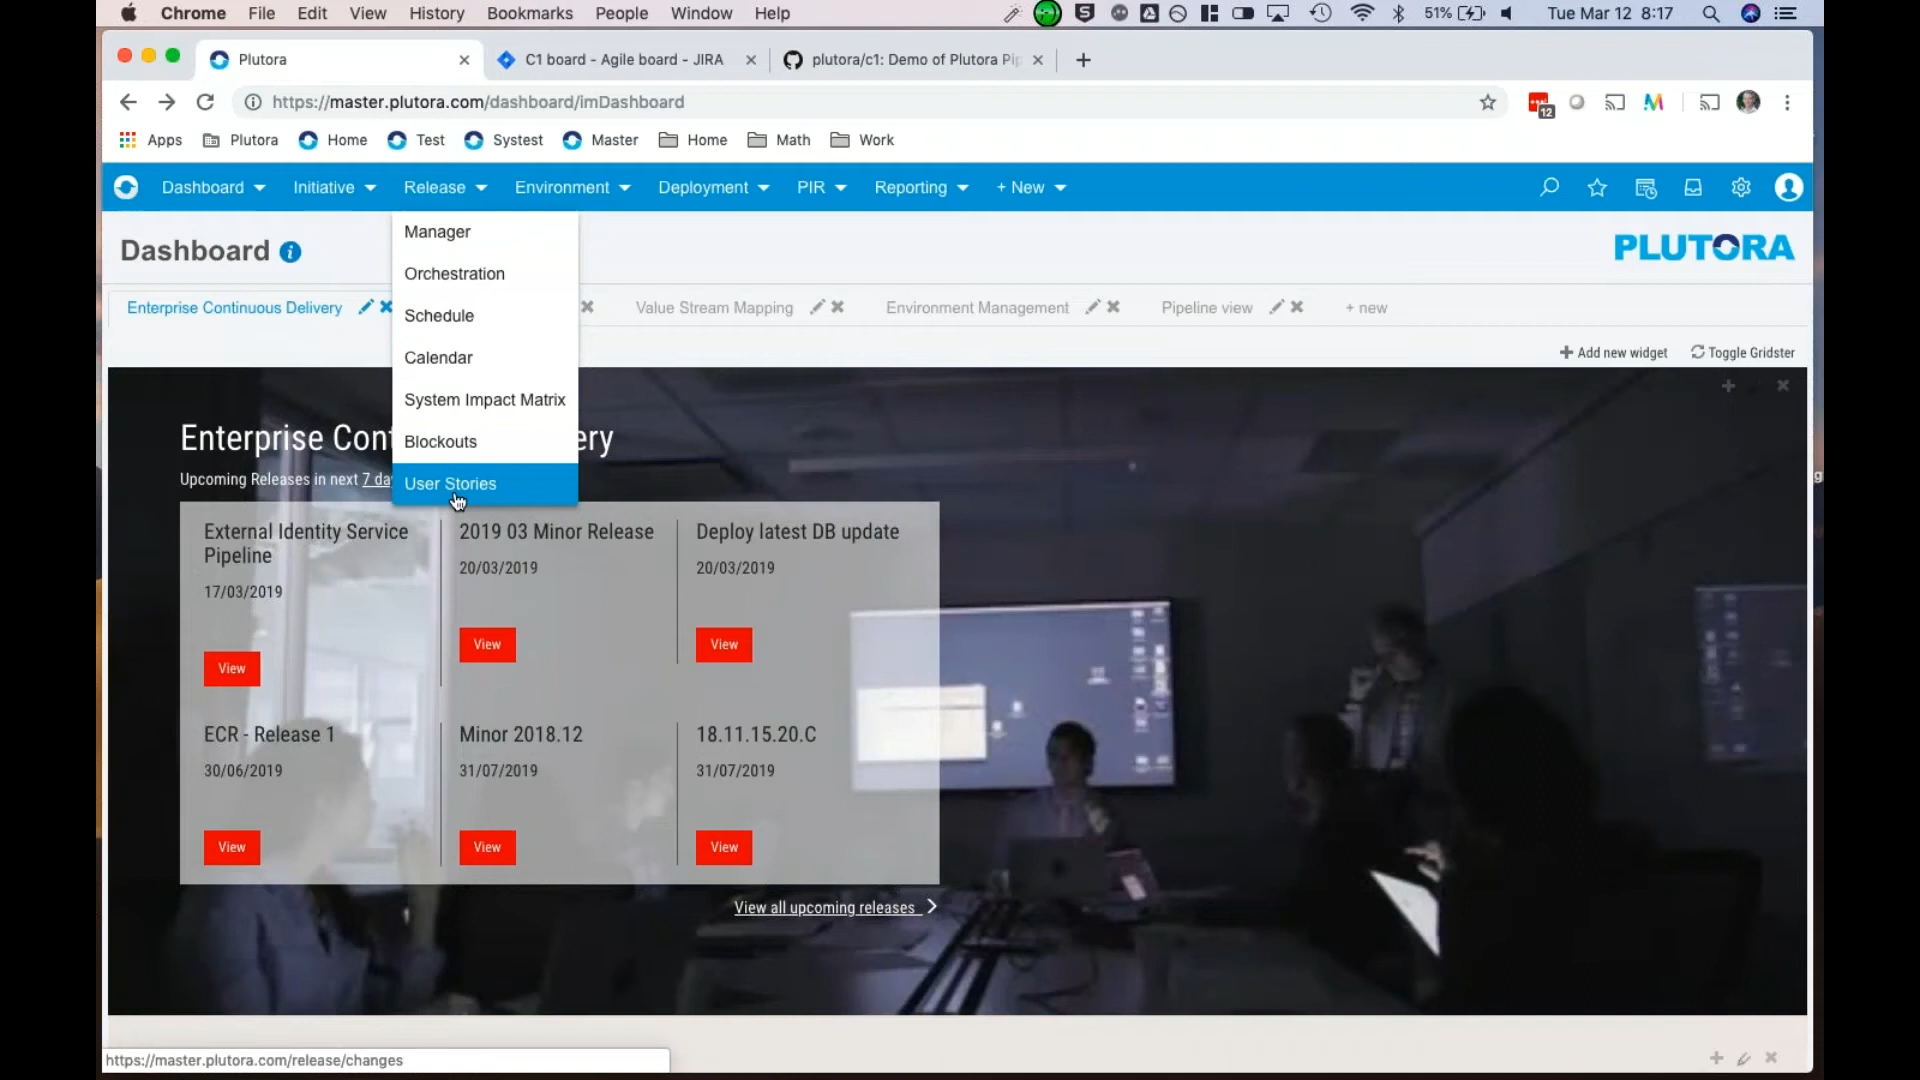 Chrome File Edit View History Bookmarks People Window Help 51% Tue Mar 12 8:17
Plutora C1 board - Agile board - JIRA plutora/c1: Demo of Plutora Pip
https://master.plutora.com/dashboard/imDashboard 12
Apps Plutora Home Test Systest Master Home Math Work
Dashboard Initiative Release Environment Deployment PIR Reporting + New
Dashboard
PLUTORA
Manager
Orchestration
Schedule
Calendar
System Impact Matrix
Blockouts
User Stories
Enterprise Continuous Delivery Value Stream Mapping Environment Management Pipeline view + new
Add new widget Toggle Gridster
Enterprise Con ery
Upcoming Releases in next 7 da
External Identity Service
Pipeline
17/03/2019
View
2019 03 Minor Release
20/03/2019
View
Deploy latest DB update
20/03/2019
View
ECR - Release 1
30/06/2019
View
Minor 2018.12
31/07/2019
View
18.11.15.20.C
31/07/2019
View
View all upcoming releases
https://master.plutora.com/release/changes